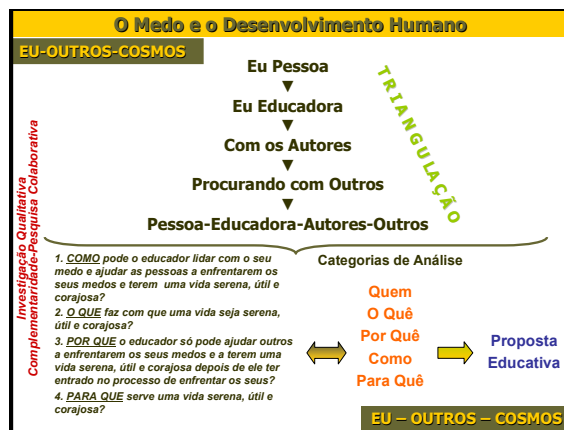 O Medo e o Desenvolvimento Humano
EU-OUTROS-COSMOS
Eu Pessoa
Eu Educadora
Com os Autores
Procurando com Outros
Pessoa-Educadora-Autores-Outros
TRIANGULAÇÃO
Investigação Qualitativa
Complementaridade-Pesquisa Colaborativa
1. COMO pode o educador lidar com o seu
medo e ajudar as pessoas a enfrentarem os
seus medos e terem uma vida serena, útil e
corajosa?
2. O QUE faz com que uma vida seja serena,
útil e corajosa?
3. POR QUE o educador só pode ajudar outros
a enfrentarem os seus medos e a terem uma
vida serena, útil e corajosa depois de ele ter
entrado no processo de enfrentar os seus?
4. PARA QUE serve uma vida serena, útil e
corajosa?
Categorias de Análise
Quem
O Quê
Por Quê
Como
Para Quê
Proposta
Educativa
EU – OUTROS – COSMOS